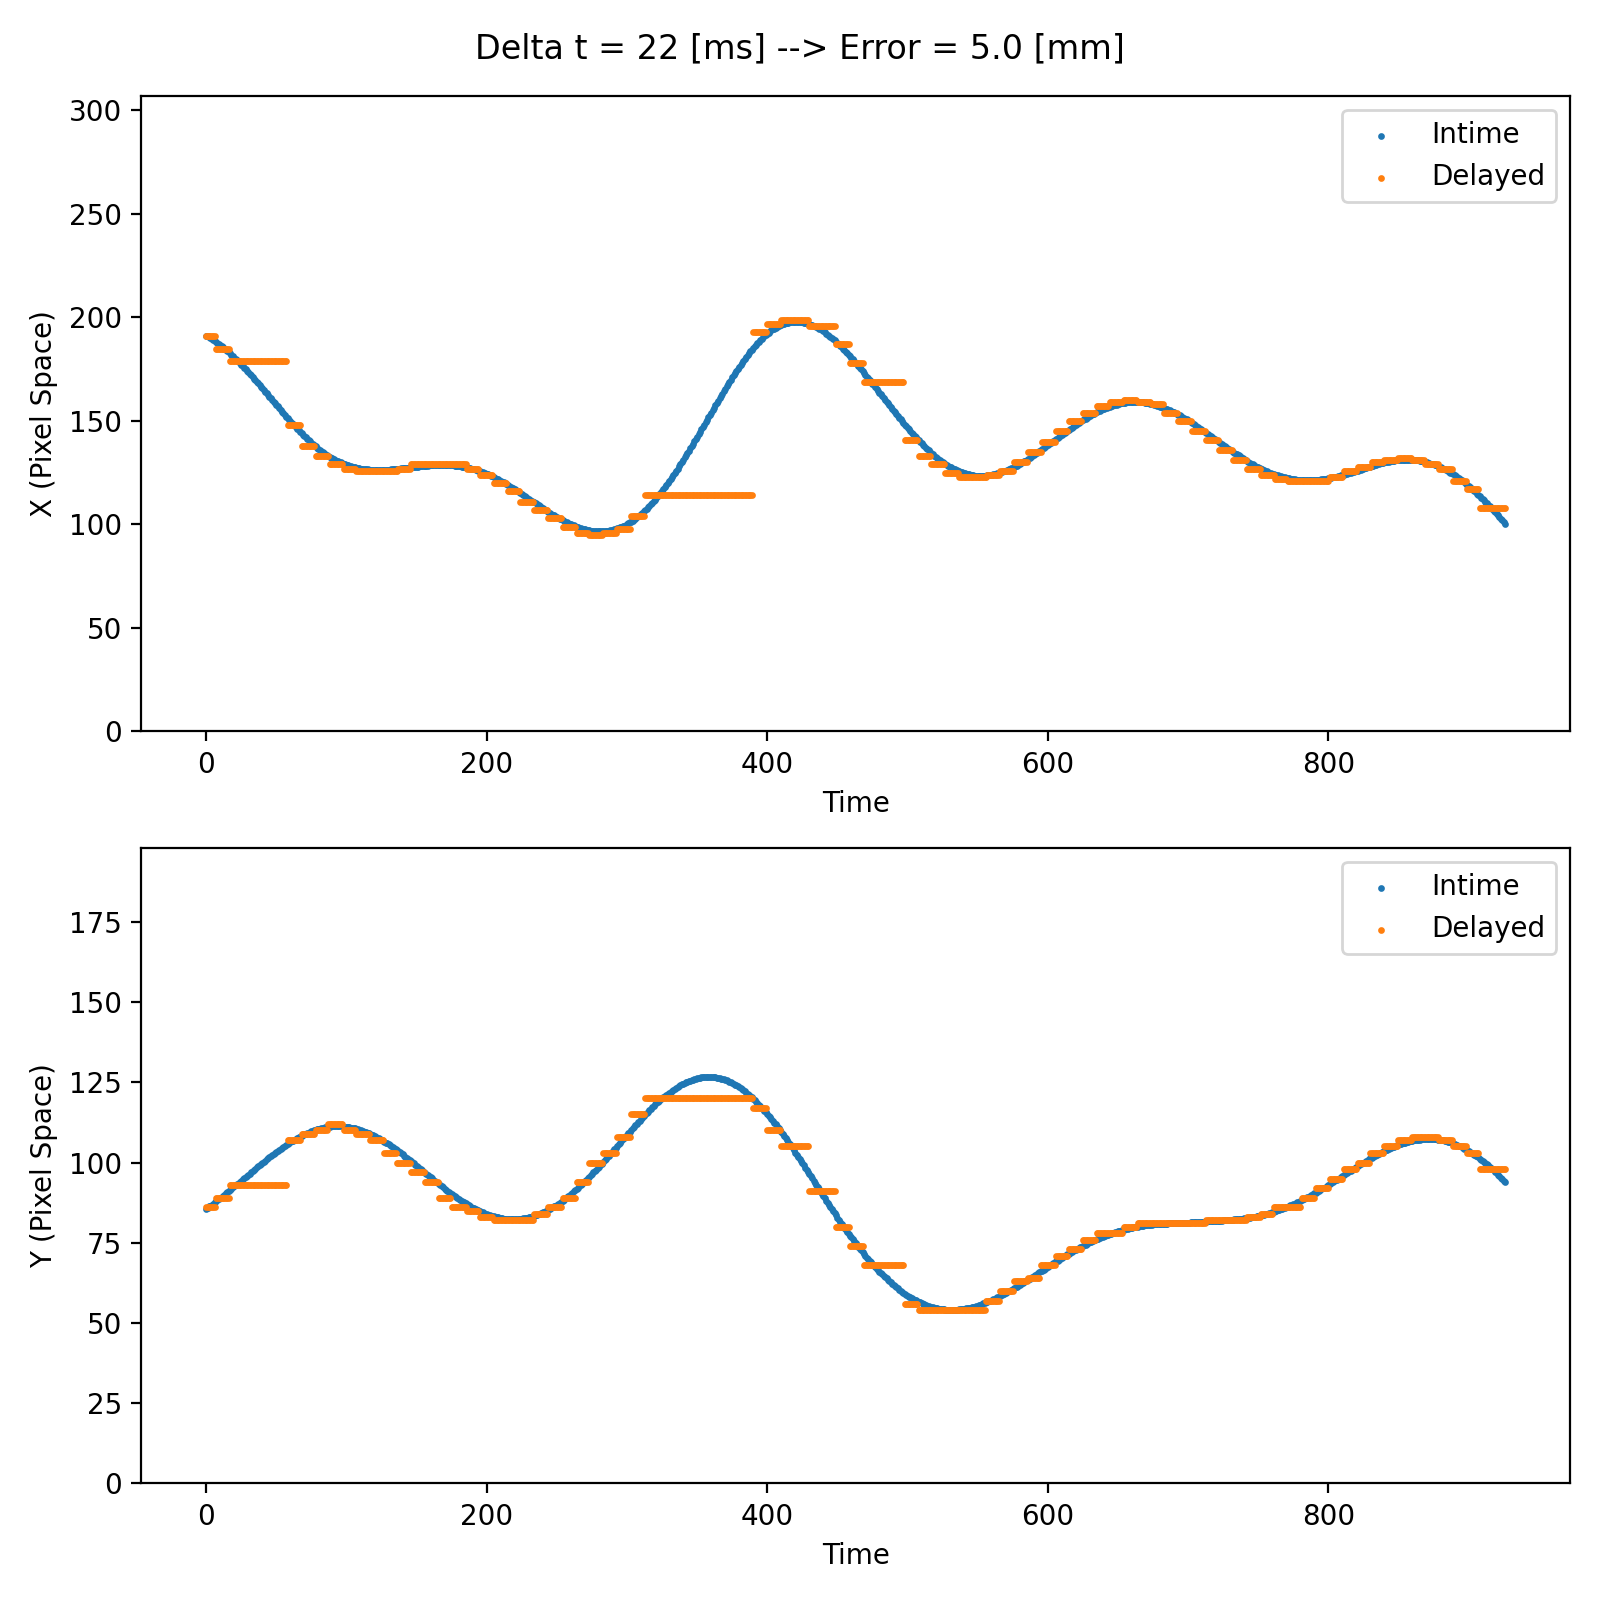 Delta t = 22 [ms] --> Error = 5.0 [mm]
300
250
200
150
100
50
0
X (Pixel Space)
Intime
Delayed
0 200 400 600 800
Time
175
150
125
100
75
50
25
0
Y (Pixel Space)
Intime
Delayed
0 200 400 600 800
Time